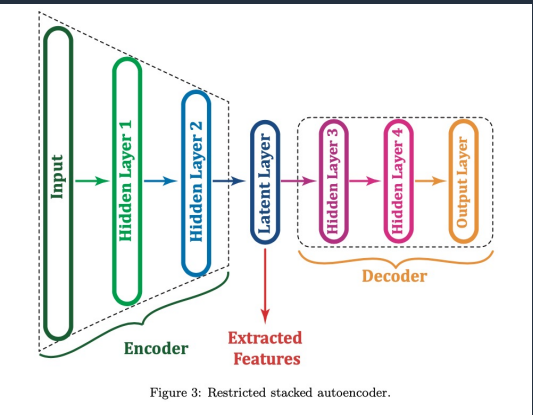 Input
Hidden Layer 1
Hidden Layer 2
Latent Layer
Hidden Layer 3
Hidden Layer 4
Output Layer
Decoder
Encoder
Extracted
Features
Figure 3: Restricted stacked autoencoder.